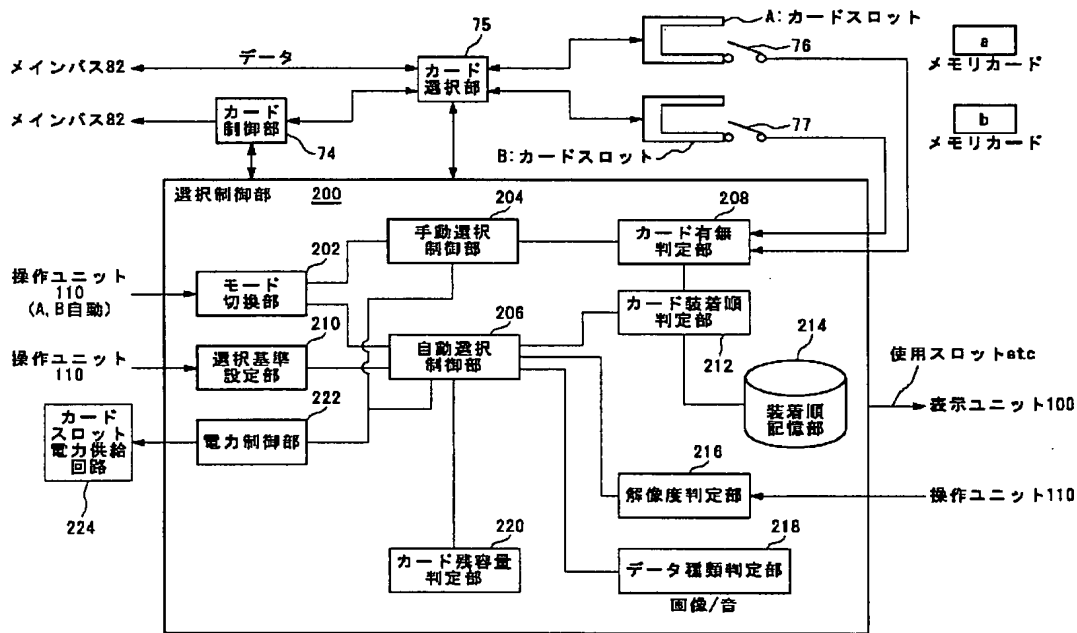 75
A:カードスロット
データ
メインバス82
カード
選択部
76
a
メモリカード
メインバス82
カード
制御部
74
77
b
メモリカード
B:カードスロット
選択制御部
200
204
手動選択
制御部
208
カード有無
判定部
202
モード
切換部
操作ユニット
110
(A,B自動)
カード装着順
判定部
212
206
自動選択
制御部
210
選択基準
設定部
操作ユニット
110
214
装着順
記憶部
使用スロットetc
表示ユニット100
222
電力制御部
カード
スロット
電力供給
回路
224
216
解像度判定部
操作ユニット110
220
カード残容量
判定部
218
データ種類判定部
画像/音